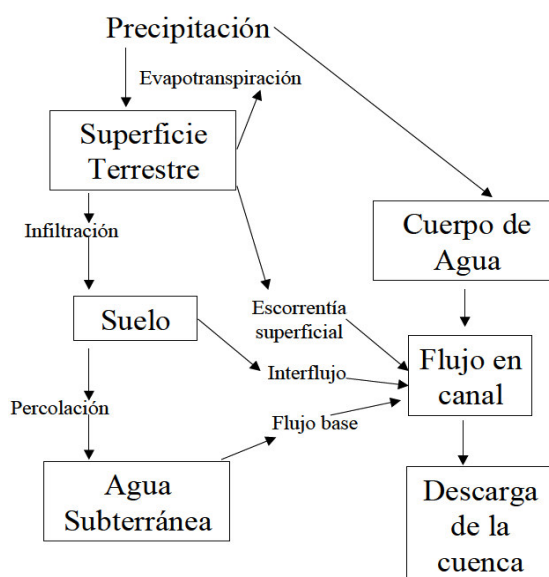 Precipitación
Evapotranspiración
Superficie
Terrestre
Infiltración
Cuerpo de
Agua
Suelo
Escorrentía
superficial
Interflujo
Flujo en
canal
Percolación
Flujo base
Agua
Subterránea
Descarga
de la
cuenca